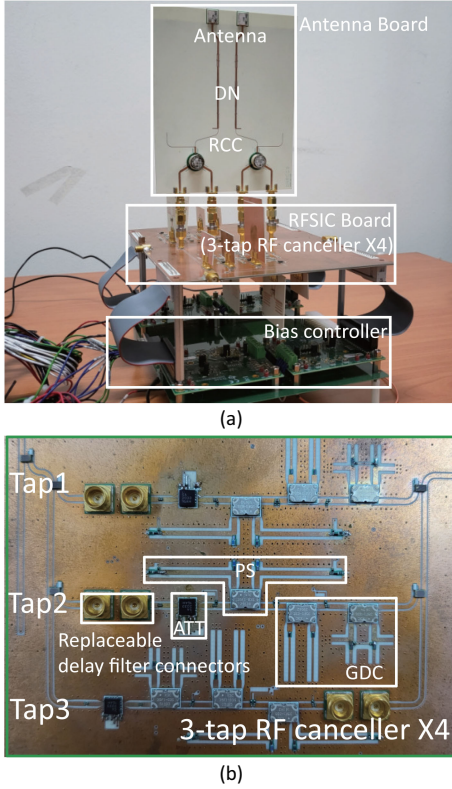 Antenna
Antenna Board
DN
RCC
RFSIC Board
(3-tap RF canceller X4)
Bias controller
(a)
Tap1
PS
Tap2
ATT
Replaceable
delay filter connectors
GDC
Tap3
3-tap RF canceller X4
(b)